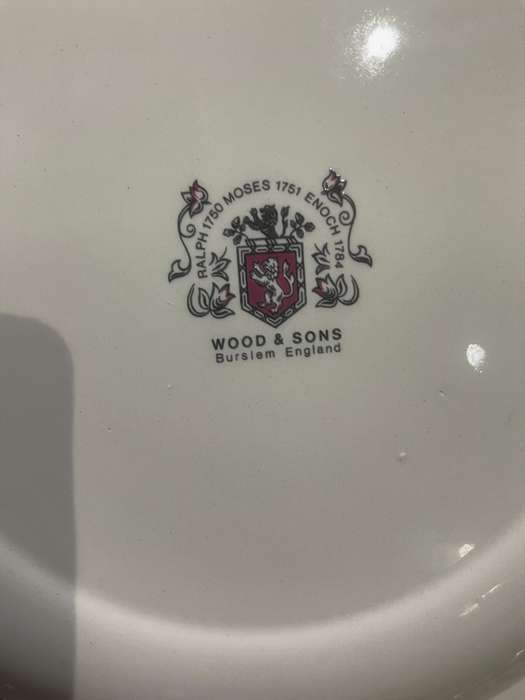 RALPH 1750 MOSES 1751 ENOCH 1784
WOOD & SONS
Burslem England